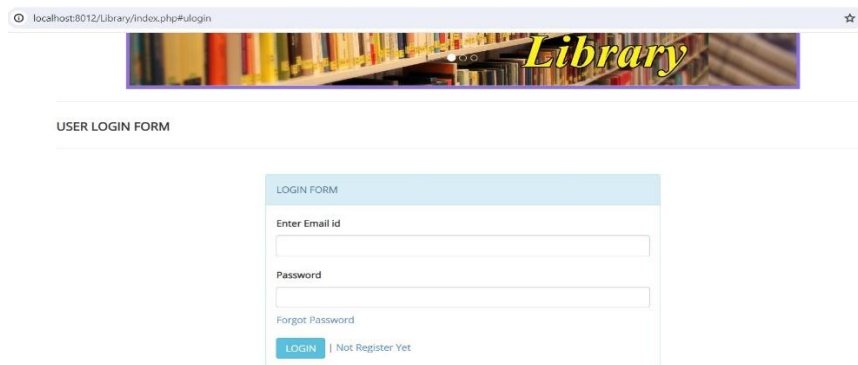 localhost:8012/Library/index.php#ulogin
Library
USER LOGIN FORM
LOGIN FORM
Enter Email id
Password
Forgot Password
LOGIN | Not Register Yet